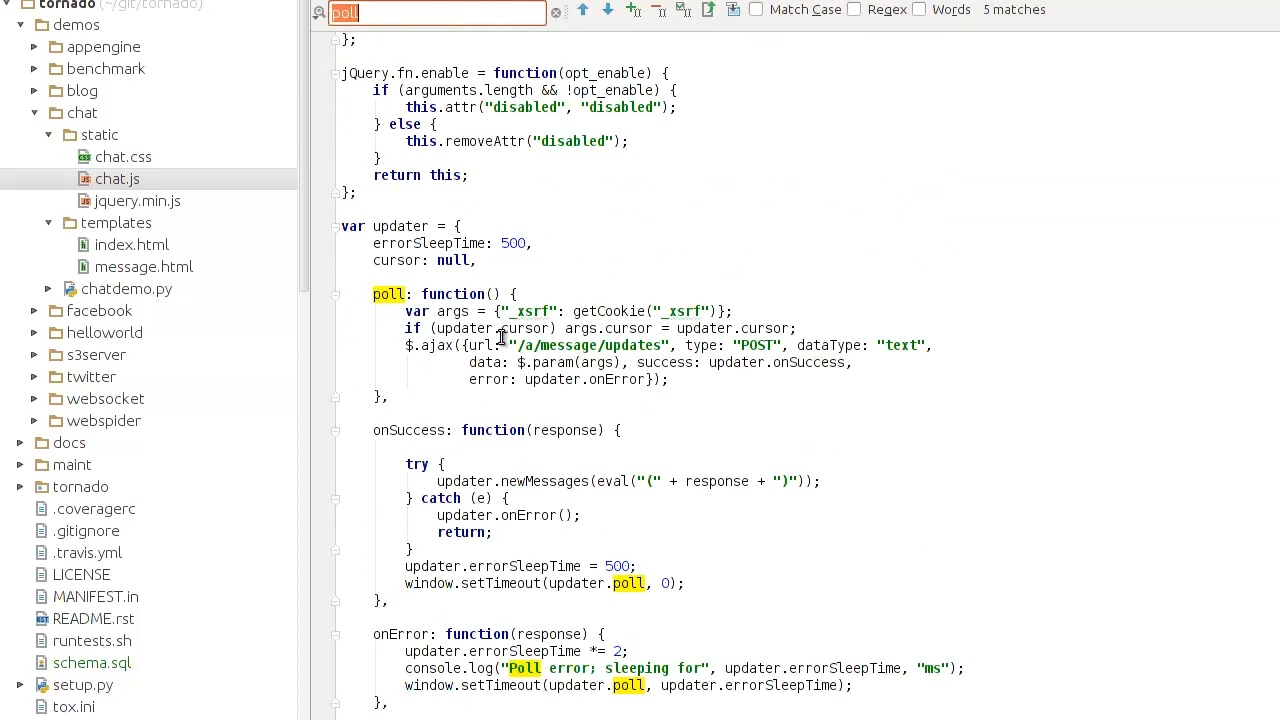 tornado (~/git/tornado)
demos
appengine
benchmark
blog
chat
static
chat.css
chat.js
jquery.min.js
templates
index.html
message.html
chatdemo.py
facebook
helloworld
s3server
twitter
websocket
webspider
docs
maint
tornado
.coveragerc
.gitignore
.travis.yml
LICENSE
MANIFEST.in
README.rst
runtests.sh
schema.sql
setup.py
tox.ini
poll Match Case Regex Words 5 matches
};
jQuery.fn.enable = function(opt_enable) {
if (arguments.length && !opt_enable) {
this.attr("disabled", "disabled");
} else {
this.removeAttr("disabled");
}
return this;
};
var updater = {
errorSleepTime: 500,
cursor: null,
poll: function() {
var args = {"_xsrf": getCookie("_xsrf")};
if (updater.cursor) args.cursor = updater.cursor;
$.ajax({url: "/a/message/updates", type: "POST", dataType: "text",
data: $.param(args), success: updater.onSuccess,
error: updater.onError});
},
onSuccess: function(response) {
try {
updater.newMessages(eval("(" + response + ")"));
} catch (e) {
updater.onError();
return;
}
updater.errorSleepTime = 500;
window.setTimeout(updater.poll, 0);
},
onError: function(response) {
updater.errorSleepTime *= 2;
console.log("Poll error; sleeping for", updater.errorSleepTime, "ms");
window.setTimeout(updater.poll, updater.errorSleepTime);
},